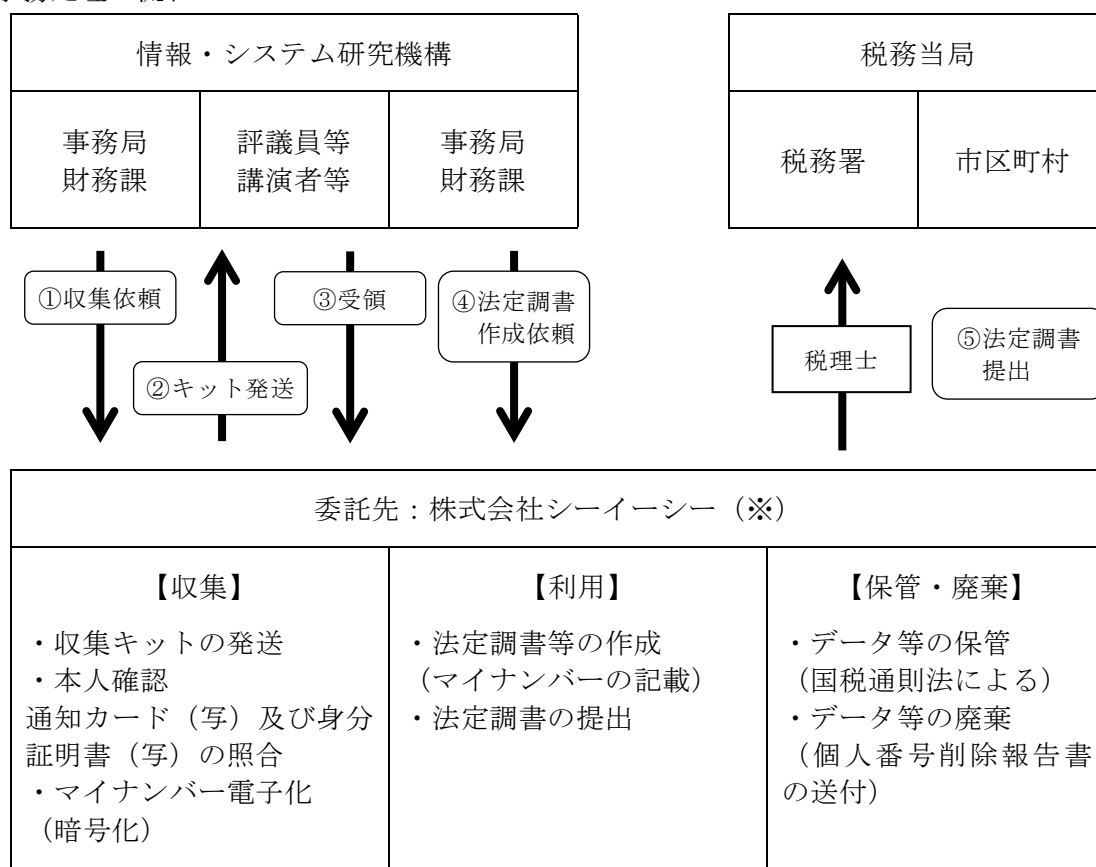 情報・システム研究機構
事務局
財務課
評議員等
講演者等
事務局
財務課
税務当局
税務署
市区町村
①収集依頼
②キット発送
③受領
④法定調書
作成依頼
税理士
⑤法定調書
提出
委託先：株式会社シーイーシー（※）
【収集】
・収集キットの発送
・本人確認
通知カード（写）及び身分
証明書（写）の照合
・マイナンバー電子化
（暗号化）
【利用】
・法定調書等の作成
（マイナンバーの記載）
・法定調書の提出
【保管・廃棄】
・データ等の保管
（国税通則法による）
・データ等の廃棄
（個人番号削除報告書
の送付）